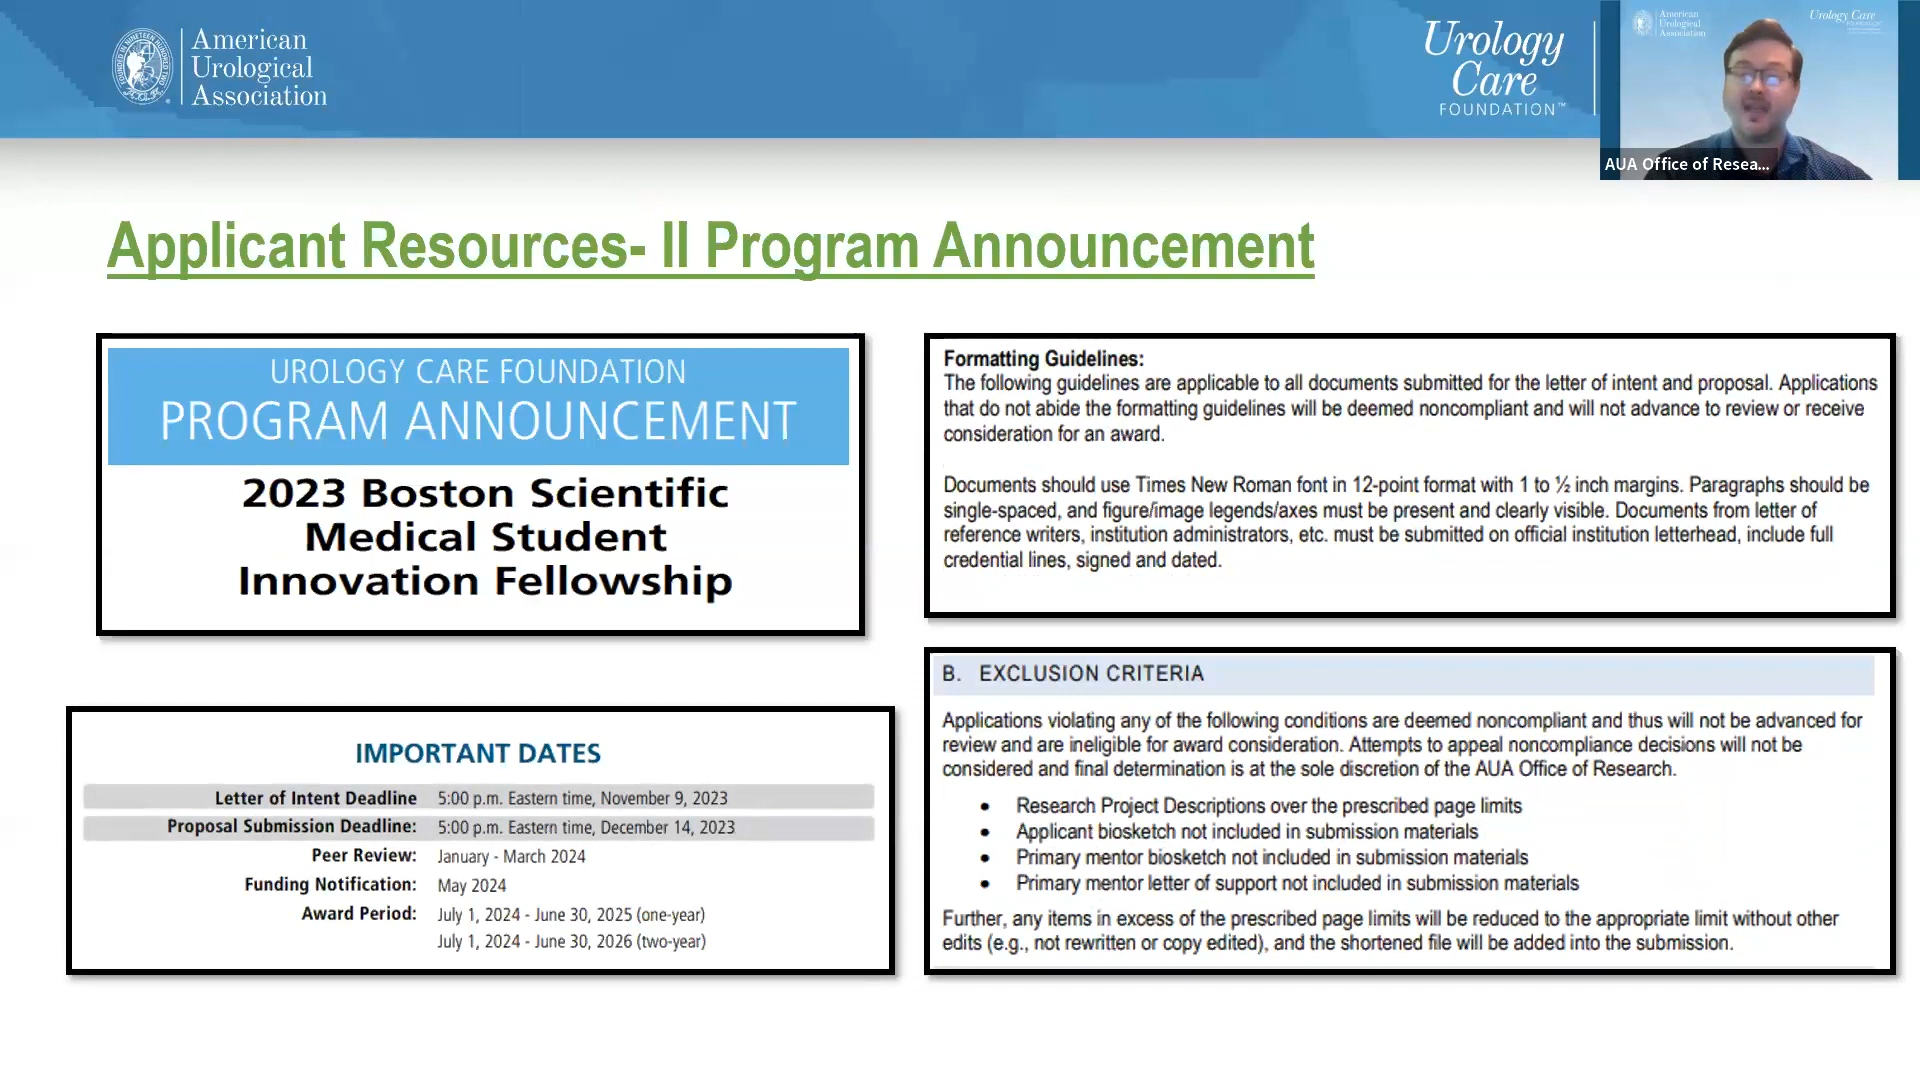 American
Urological
Association
Urology
Care
FOUNDATION™
American
Urological
Association
Urology Care
AUA Office of Resea...
Applicant Resources- II Program Announcement
UROLOGY CARE FOUNDATION
PROGRAM ANNOUNCEMENT
2023 Boston Scientific
Medical Student
Innovation Fellowship
IMPORTANT DATES
Letter of Intent Deadline 5:00 p.m. Eastern time, November 9, 2023
Proposal Submission Deadline: 5:00 p.m. Eastern time, December 14, 2023
Peer Review: January - March 2024
Funding Notification: May 2024
Award Period: July 1, 2024 - June 30, 2025 (one-year)
July 1, 2024 - June 30, 2026 (two-year)
Formatting Guidelines:
The following guidelines are applicable to all documents submitted for the letter of intent and proposal. Applications
that do not abide the formatting guidelines will be deemed noncompliant and will not advance to review or receive
consideration for an award.
Documents should use Times New Roman font in 12-point format with 1 to ½ inch margins. Paragraphs should be
single-spaced, and figure/image legends/axes must be present and clearly visible. Documents from letter of
reference writers, institution administrators, etc. must be submitted on official institution letterhead, include full
credential lines, signed and dated.
B. EXCLUSION CRITERIA
Applications violating any of the following conditions are deemed noncompliant and thus will not be advanced for
review and are ineligible for award consideration. Attempts to appeal noncompliance decisions will not be
considered and final determination is at the sole discretion of the AUA Office of Research.
• Research Project Descriptions over the prescribed page limits
• Applicant biosketch not included in submission materials
• Primary mentor biosketch not included in submission materials
• Primary mentor letter of support not included in submission materials
Further, any items in excess of the prescribed page limits will be reduced to the appropriate limit without other
edits (e.g., not rewritten or copy edited), and the shortened file will be added into the submission.